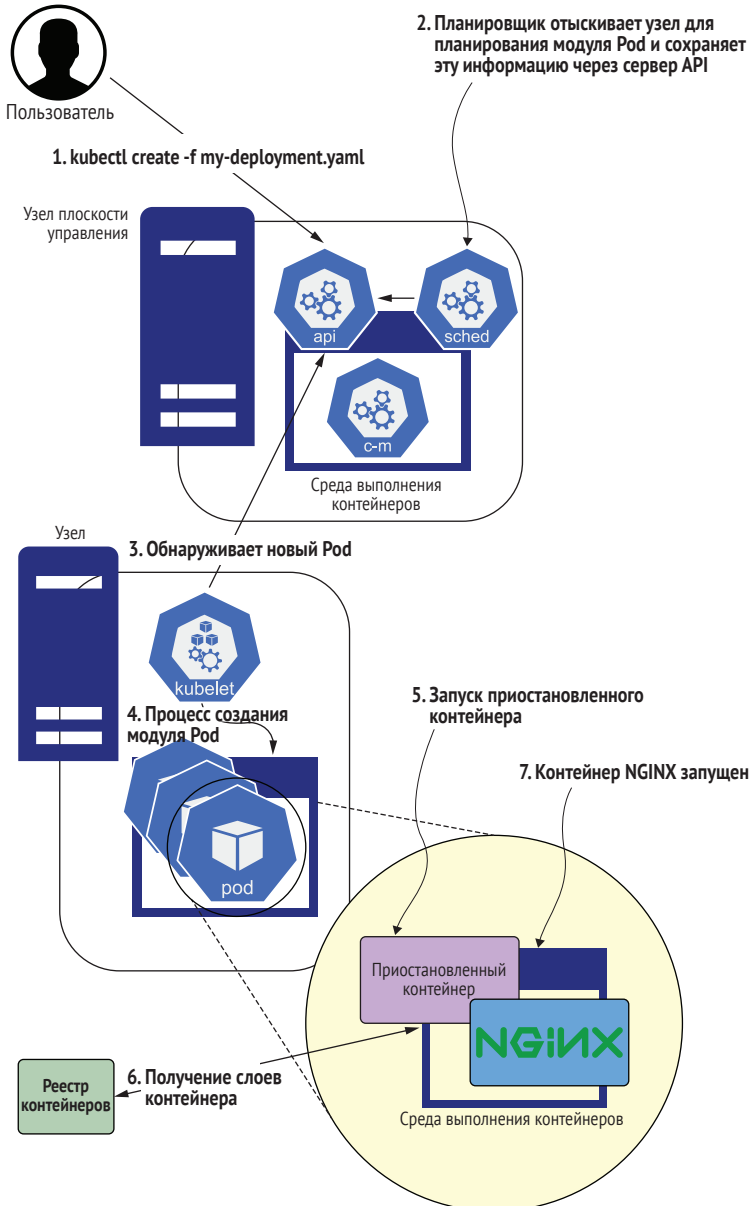 2. Планировщик отыскивает узел для
планирования модуля Pod и сохраняет
эту информацию через сервер API
Пользователь
1. kubectl create -f my-deployment.yaml
Узел плоскости
управления
api
sched
c-m
Среда выполнения
контейнеров
Узел
3. Обнаруживает новый Pod
kubelet
4. Процесс создания
модуля Pod
5. Запуск приостановленного
контейнера
7. Контейнер NGINX запущен
pod
Приостановленный
контейнер
NGINX
6. Получение слоев
контейнера
Реестр
контейнеров
Среда выполнения контейнеров